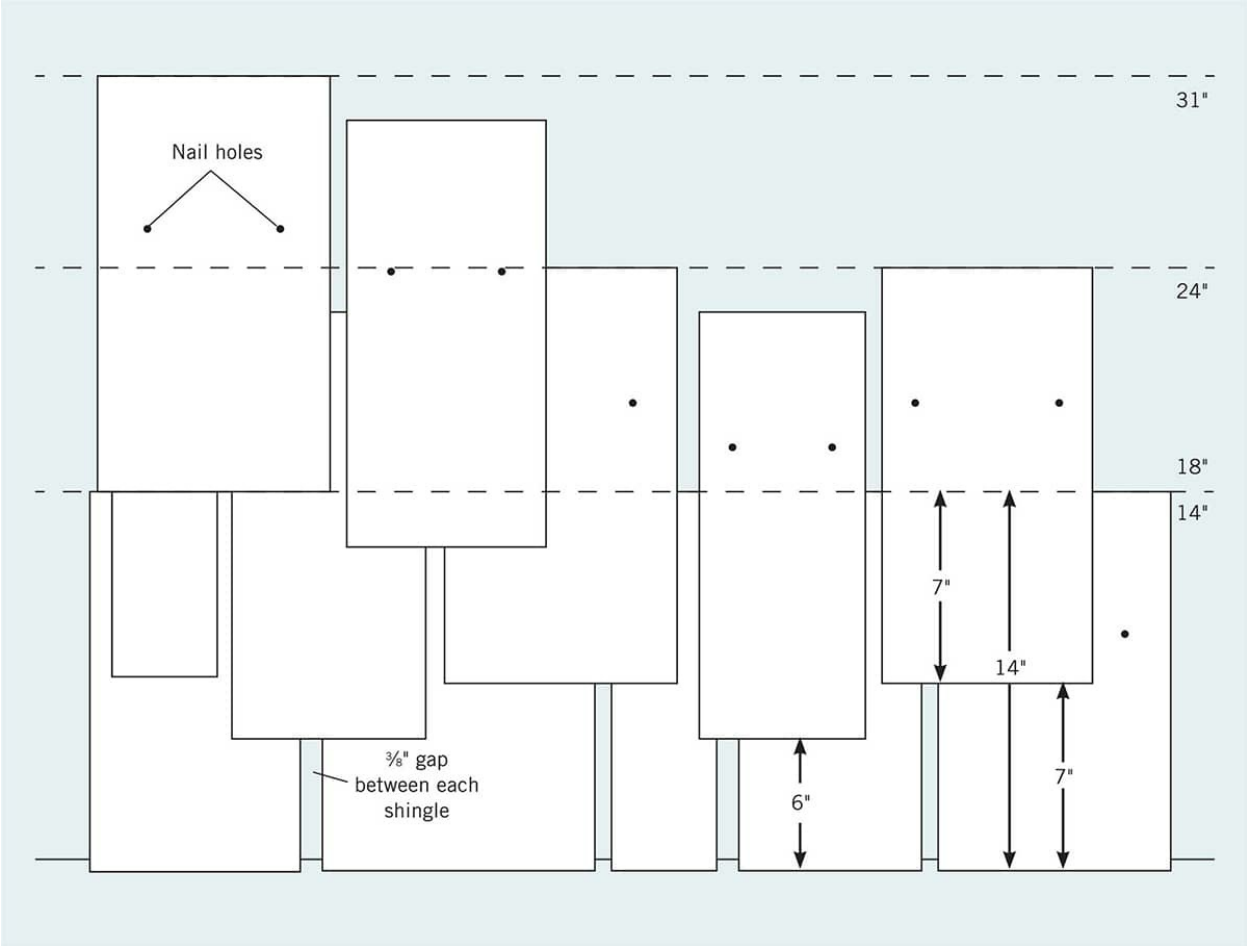 31"
Nail holes
24"
18"
14"
7"
14"
⅜" gap
between each
shingle
7"
6"